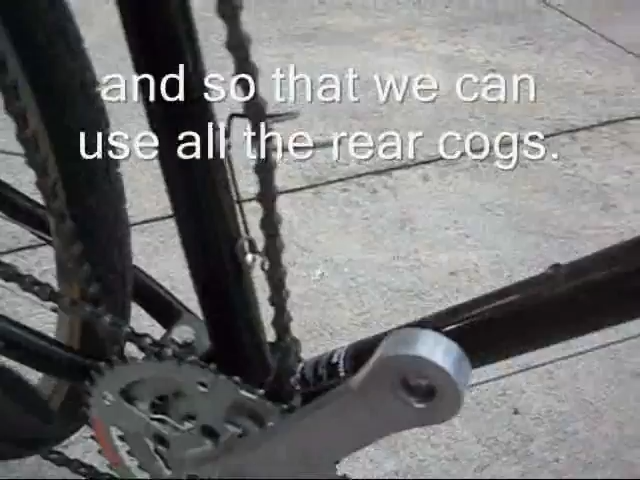 and so that we can
use all the rear cogs.